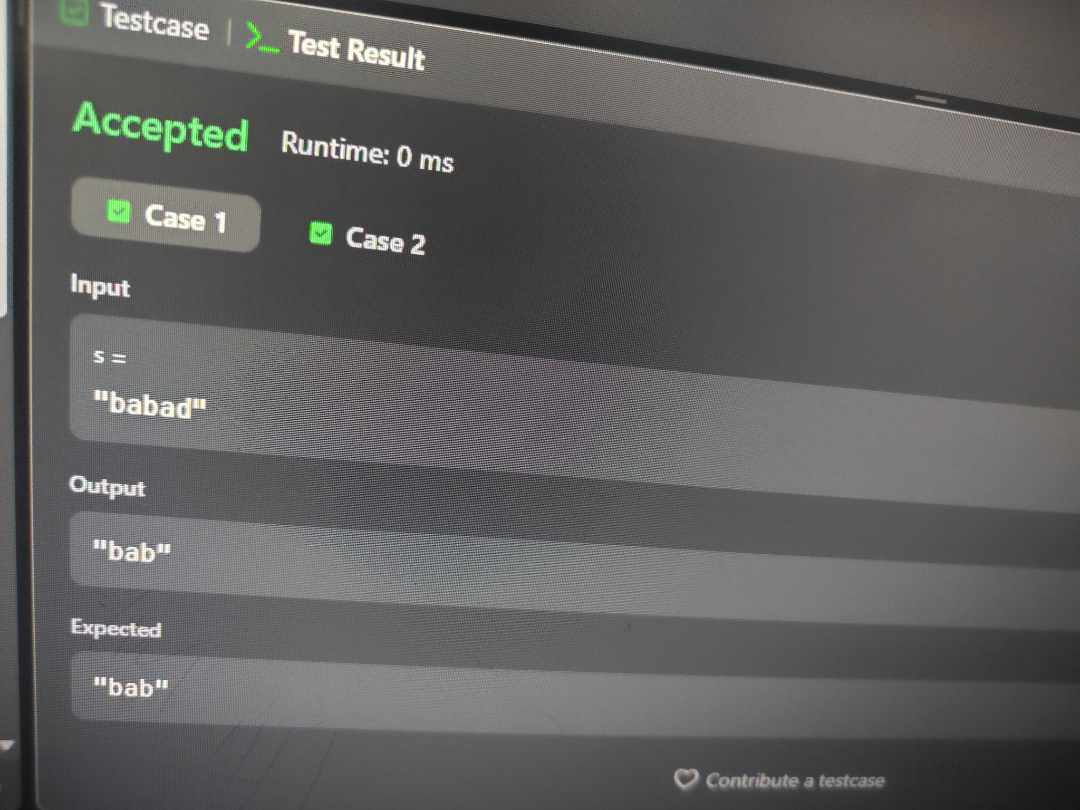 Testcase | >_ Test Result
Accepted Runtime: 0 ms
Case 1 Case 2
Input
s =
"babad"
Output
"bab"
Expected
"bab"
Contribute a testcase